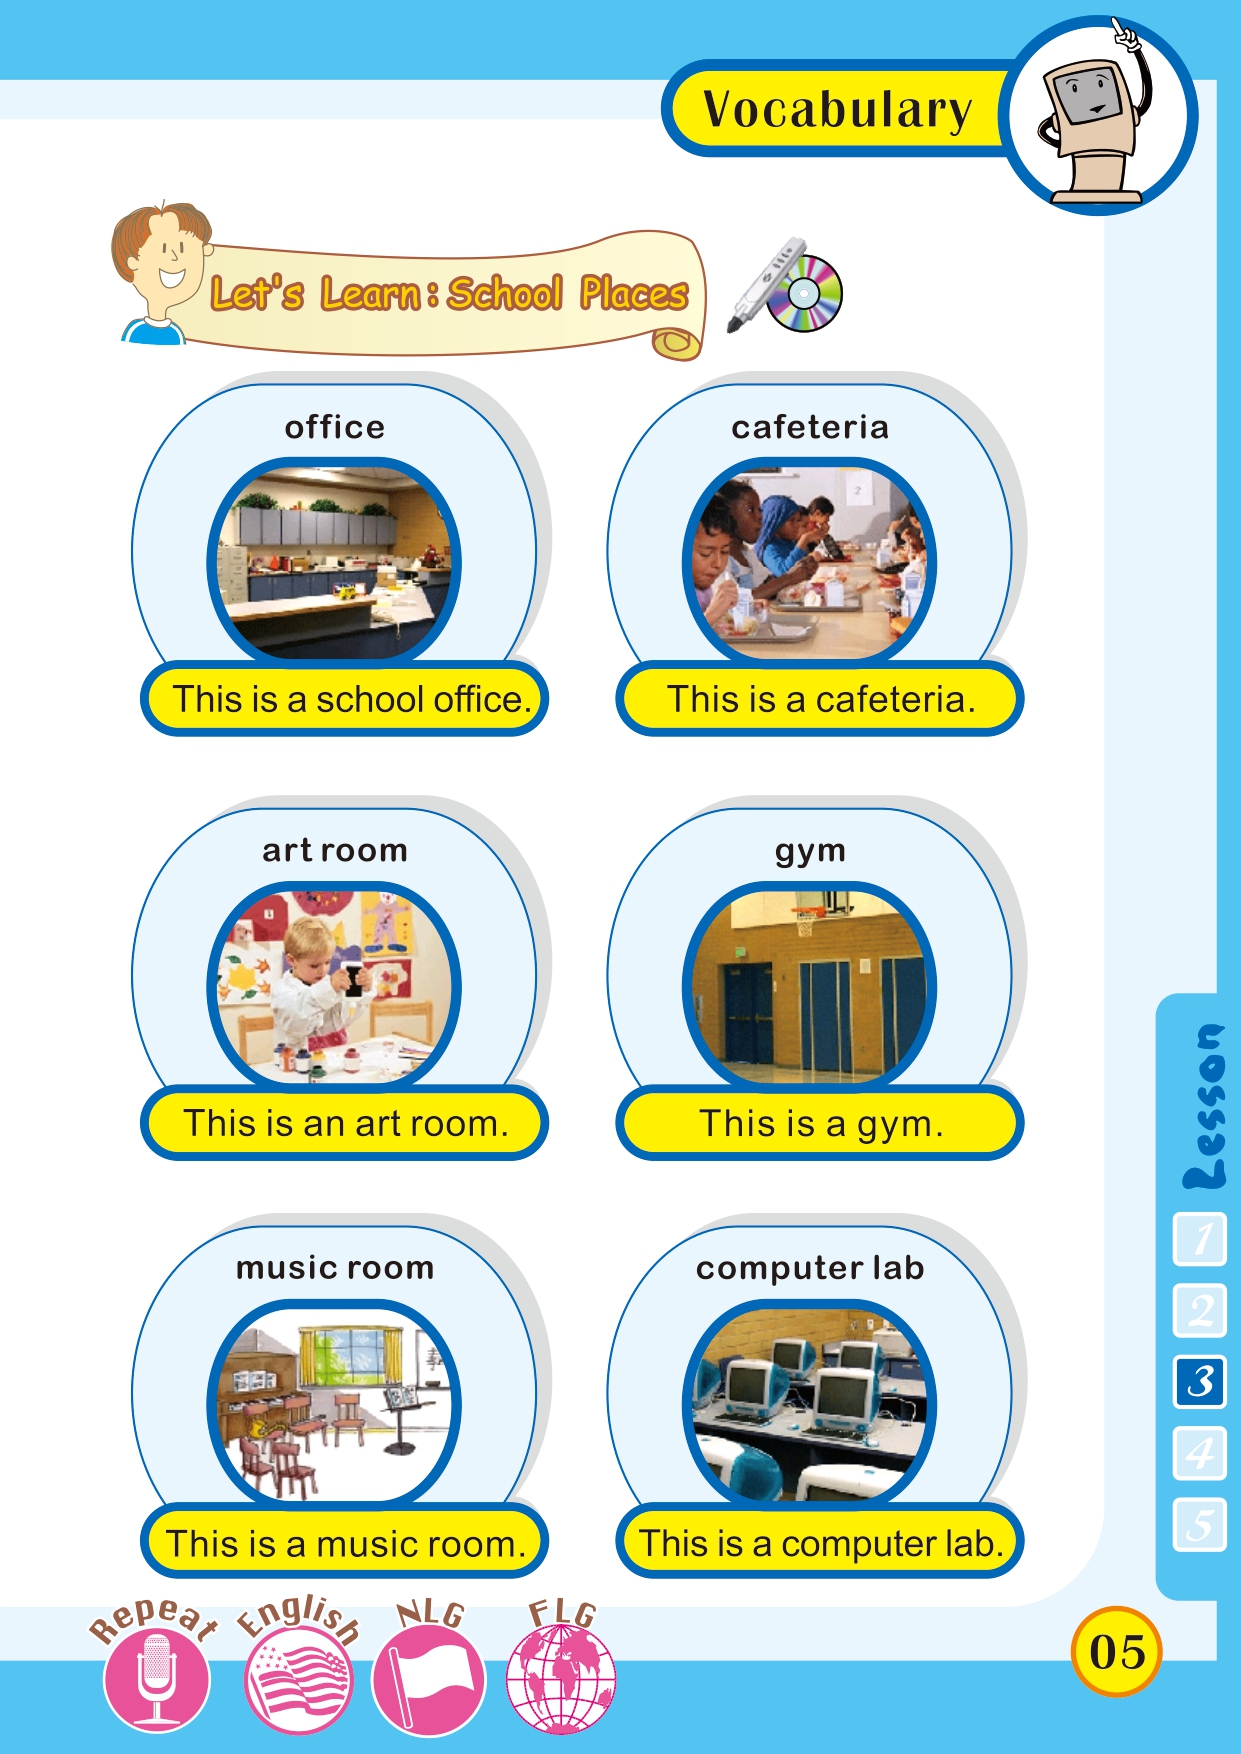 Vocabulary
Let's Learn : School Places
office
cafeteria
2
This is a school office.
This is a cafeteria.
art room
gym
This is an art room.
This is a gym.
music room
computer lab
This is a music room.
This is a computer lab.
Lesson
1
2
3
4
5
Repeat
English
NLG
FLG
05